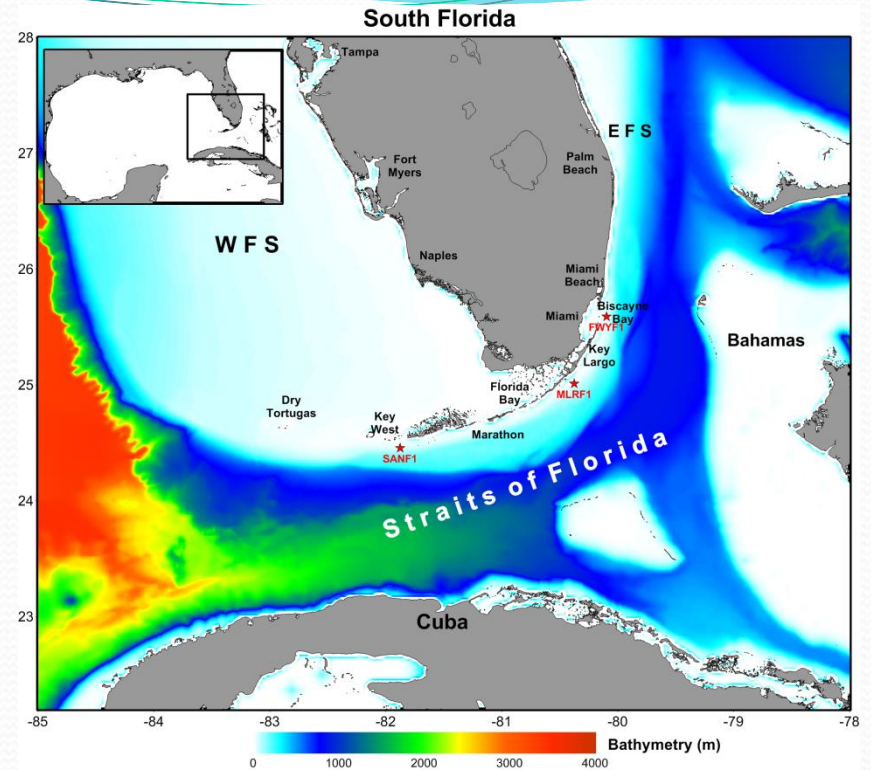 South Florida
28
27
26
25
24
23
Tampa
Fort
Myers
Naples
W F S
E F S
Palm
Beach
Miami
Beach
Miami
Biscayne
Bay
FWYF1
Key
Largo
MLRF1
Florida
Bay
Bahamas
Dry
Tortugas
Key
West
Marathon
SANF1
Straits of Florida
Cuba
-85 -84 -83 -82 -81 -80 -79 -78
Bathymetry (m)
0 1000 2000 3000 4000